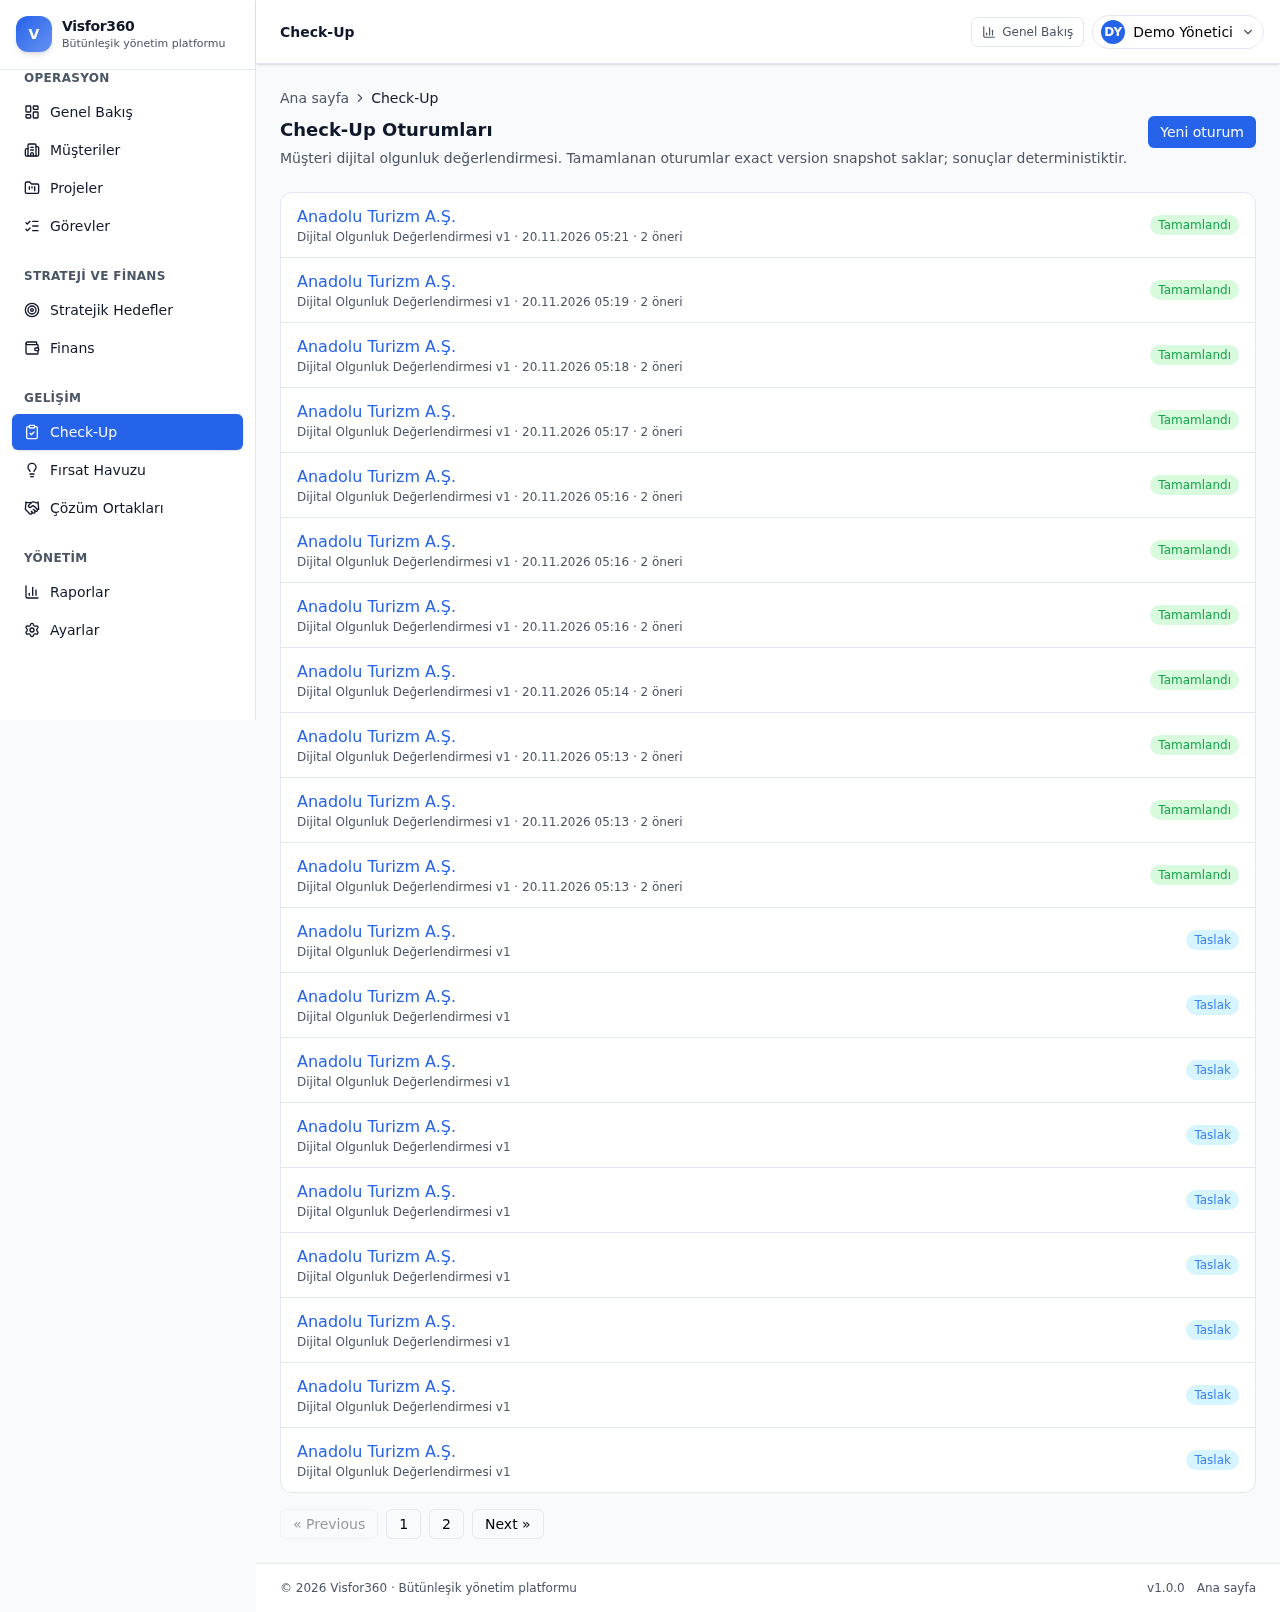 V
Visfor360
Bütünleşik yönetim platformu
OPERASYON
Genel Bakış
Müşteriler
Projeler
Görevler
STRATEJİ VE FİNANS
Stratejik Hedefler
Finans
GELİŞİM
Check-Up
Fırsat Havuzu
Çözüm Ortakları
YÖNETİM
Raporlar
Ayarlar
Check-Up
Genel Bakış
DY Demo Yönetici
Ana sayfa > Check-Up
Check-Up Oturumları
Yeni oturum
Müşteri dijital olgunluk değerlendirmesi. Tamamlanan oturumlar exact version snapshot saklar; sonuçlar deterministiktir.
Anadolu Turizm A.Ş.
Dijital Olgunluk Değerlendirmesi v1 · 20.11.2026 05:21 · 2 öneri
Tamamlandı
Anadolu Turizm A.Ş.
Dijital Olgunluk Değerlendirmesi v1 · 20.11.2026 05:19 · 2 öneri
Tamamlandı
Anadolu Turizm A.Ş.
Dijital Olgunluk Değerlendirmesi v1 · 20.11.2026 05:18 · 2 öneri
Tamamlandı
Anadolu Turizm A.Ş.
Dijital Olgunluk Değerlendirmesi v1 · 20.11.2026 05:17 · 2 öneri
Tamamlandı
Anadolu Turizm A.Ş.
Dijital Olgunluk Değerlendirmesi v1 · 20.11.2026 05:16 · 2 öneri
Tamamlandı
Anadolu Turizm A.Ş.
Dijital Olgunluk Değerlendirmesi v1 · 20.11.2026 05:16 · 2 öneri
Tamamlandı
Anadolu Turizm A.Ş.
Dijital Olgunluk Değerlendirmesi v1 · 20.11.2026 05:16 · 2 öneri
Tamamlandı
Anadolu Turizm A.Ş.
Dijital Olgunluk Değerlendirmesi v1 · 20.11.2026 05:14 · 2 öneri
Tamamlandı
Anadolu Turizm A.Ş.
Dijital Olgunluk Değerlendirmesi v1 · 20.11.2026 05:13 · 2 öneri
Tamamlandı
Anadolu Turizm A.Ş.
Dijital Olgunluk Değerlendirmesi v1 · 20.11.2026 05:13 · 2 öneri
Tamamlandı
Anadolu Turizm A.Ş.
Dijital Olgunluk Değerlendirmesi v1 · 20.11.2026 05:13 · 2 öneri
Tamamlandı
Anadolu Turizm A.Ş.
Dijital Olgunluk Değerlendirmesi v1
Taslak
Anadolu Turizm A.Ş.
Dijital Olgunluk Değerlendirmesi v1
Taslak
Anadolu Turizm A.Ş.
Dijital Olgunluk Değerlendirmesi v1
Taslak
Anadolu Turizm A.Ş.
Dijital Olgunluk Değerlendirmesi v1
Taslak
Anadolu Turizm A.Ş.
Dijital Olgunluk Değerlendirmesi v1
Taslak
Anadolu Turizm A.Ş.
Dijital Olgunluk Değerlendirmesi v1
Taslak
Anadolu Turizm A.Ş.
Dijital Olgunluk Değerlendirmesi v1
Taslak
Anadolu Turizm A.Ş.
Dijital Olgunluk Değerlendirmesi v1
Taslak
Anadolu Turizm A.Ş.
Dijital Olgunluk Değerlendirmesi v1
Taslak
« Previous 1 2 Next »
© 2026 Visfor360 · Bütünleşik yönetim platformu
v1.0.0 Ana sayfa